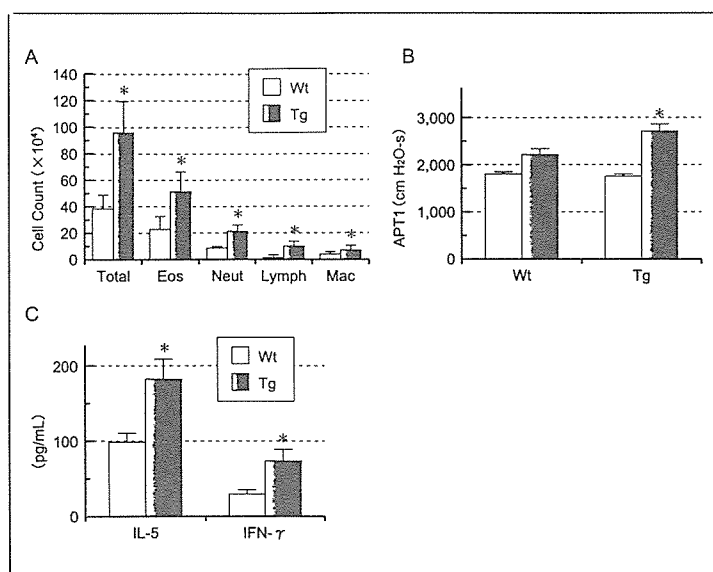 A
Cell Count (×10⁴)
140
120
100
80
60
40
20
0
Wt
Tg
*
*
*
*
*
Total Eos Neut Lymph Mac
B
APT1 (cm H₂O-s)
3,000
2,000
1,000
0
*
Wt Tg
C
(pg/mL)
200
100
0
Wt
Tg
*
*
IL-5 IFN-γ